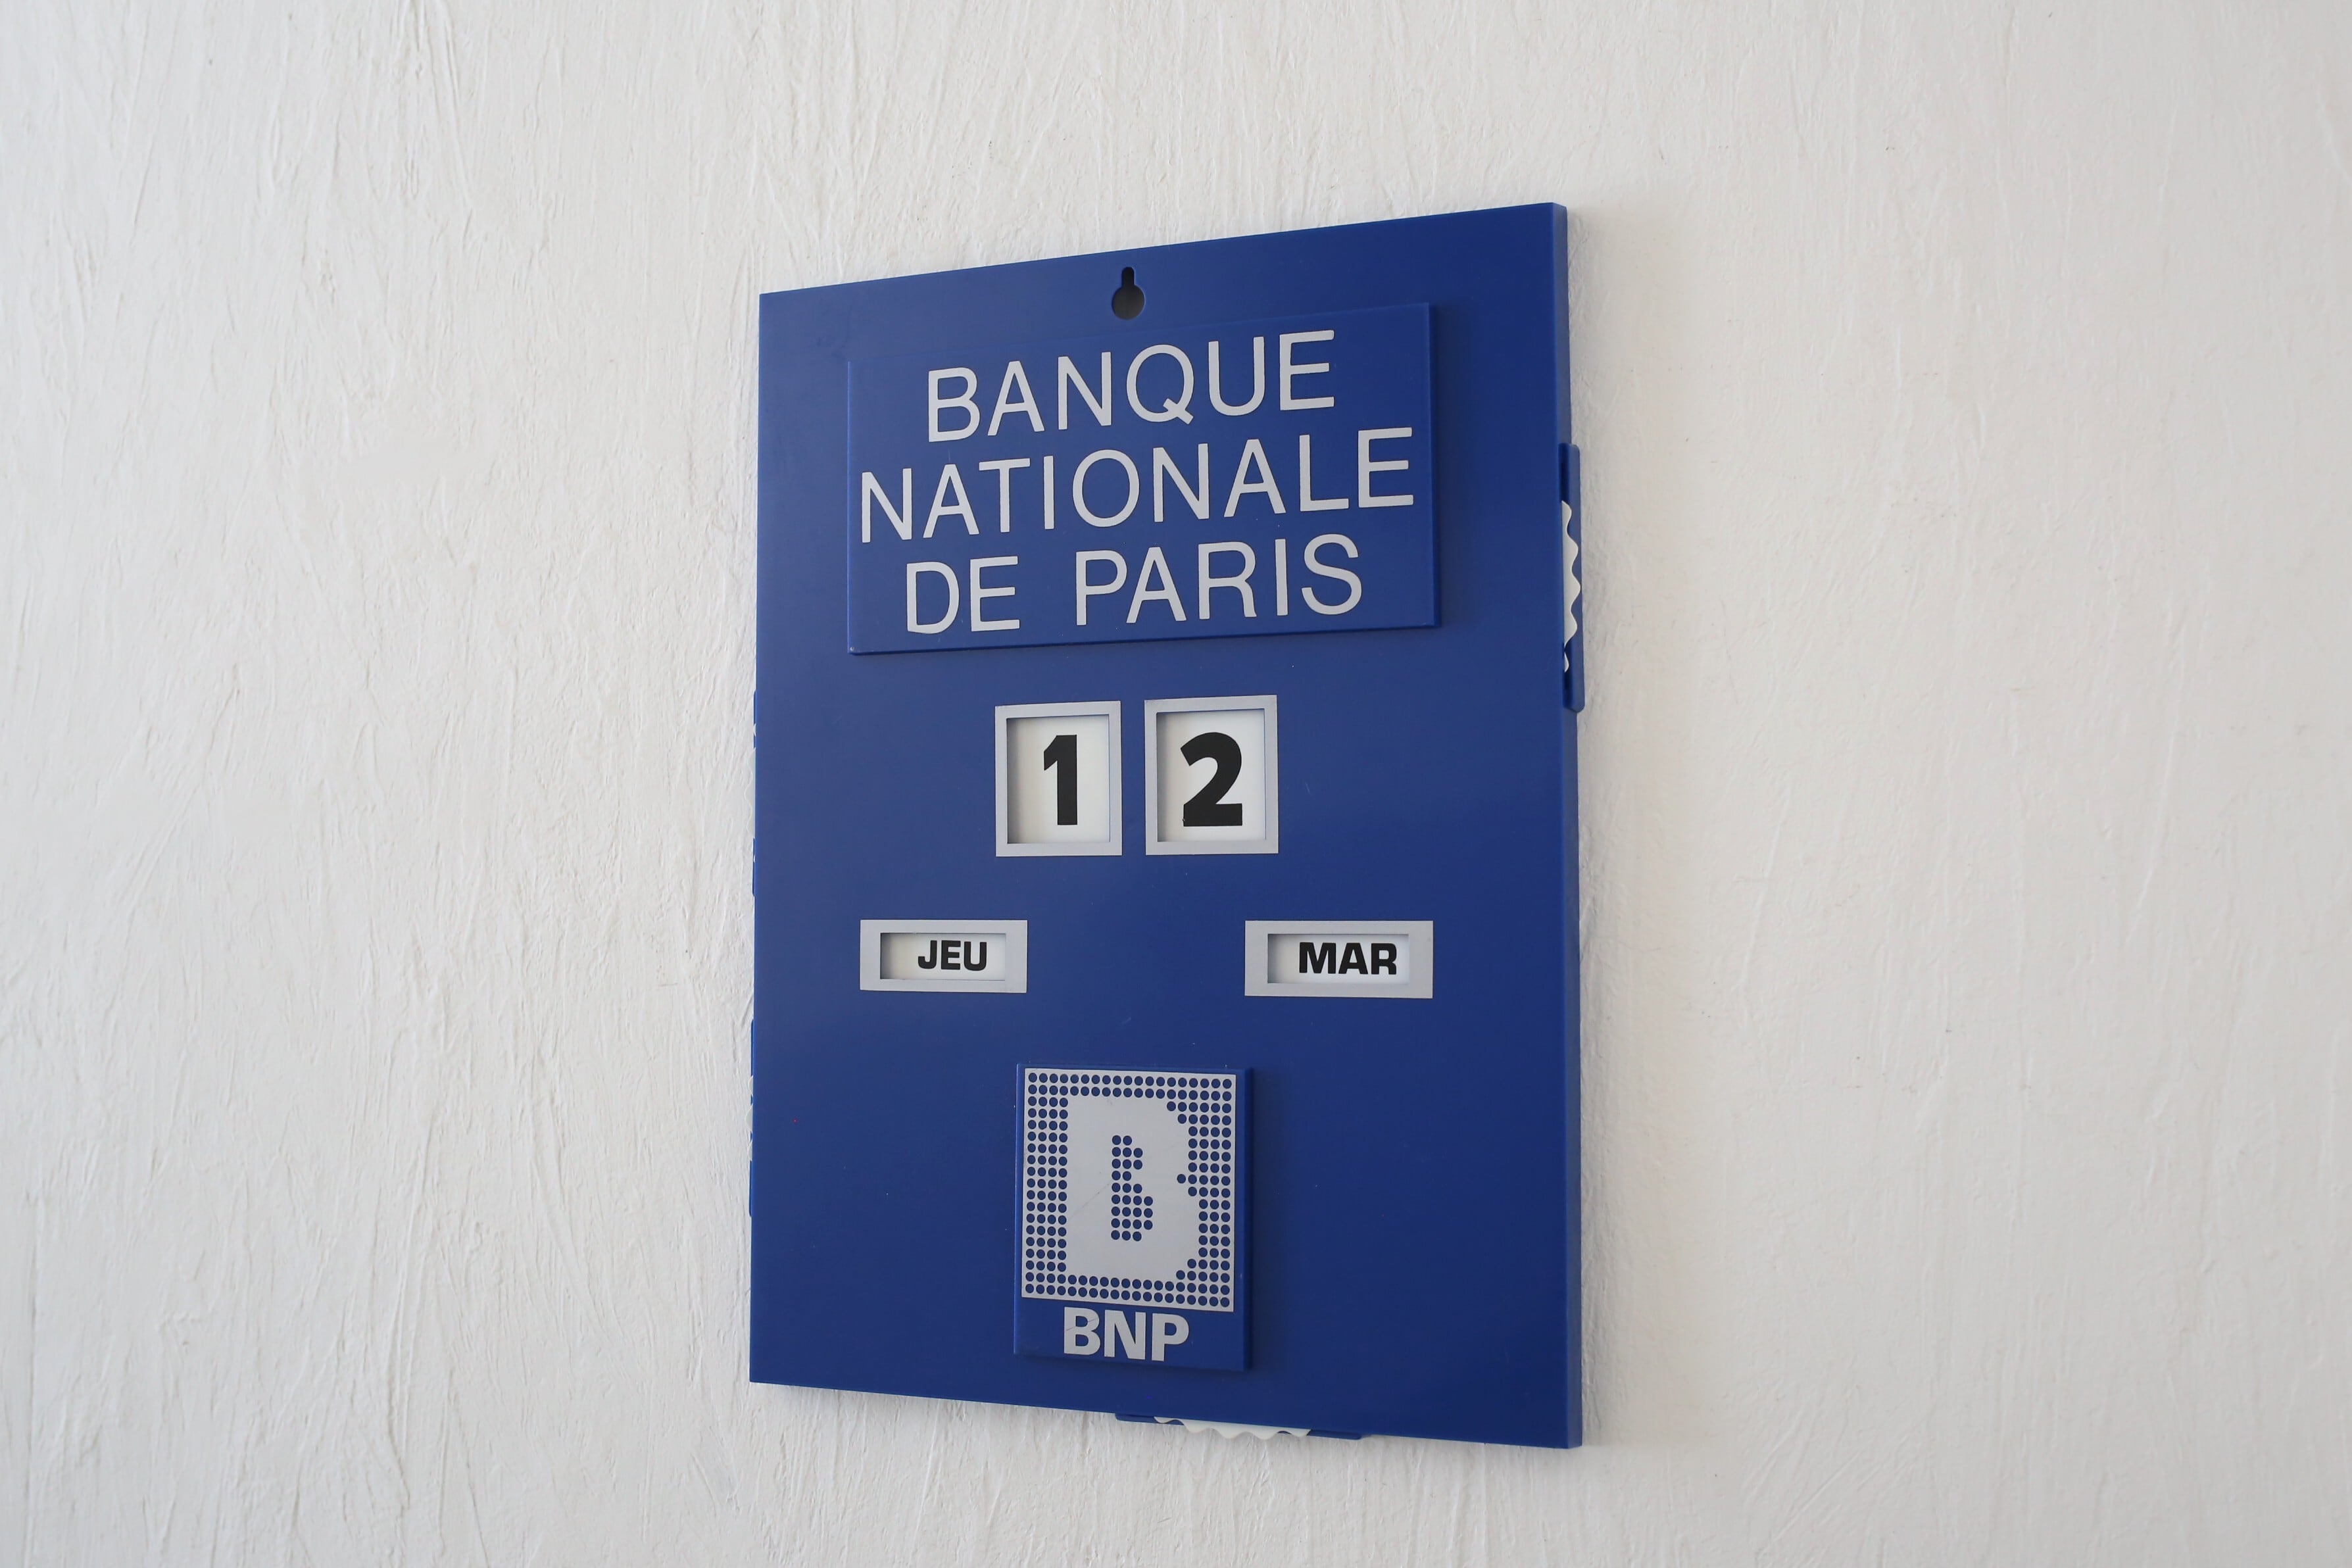 BANQUE
NATIONALE
DE PARIS
1 2
JEU MAR
B
BNP